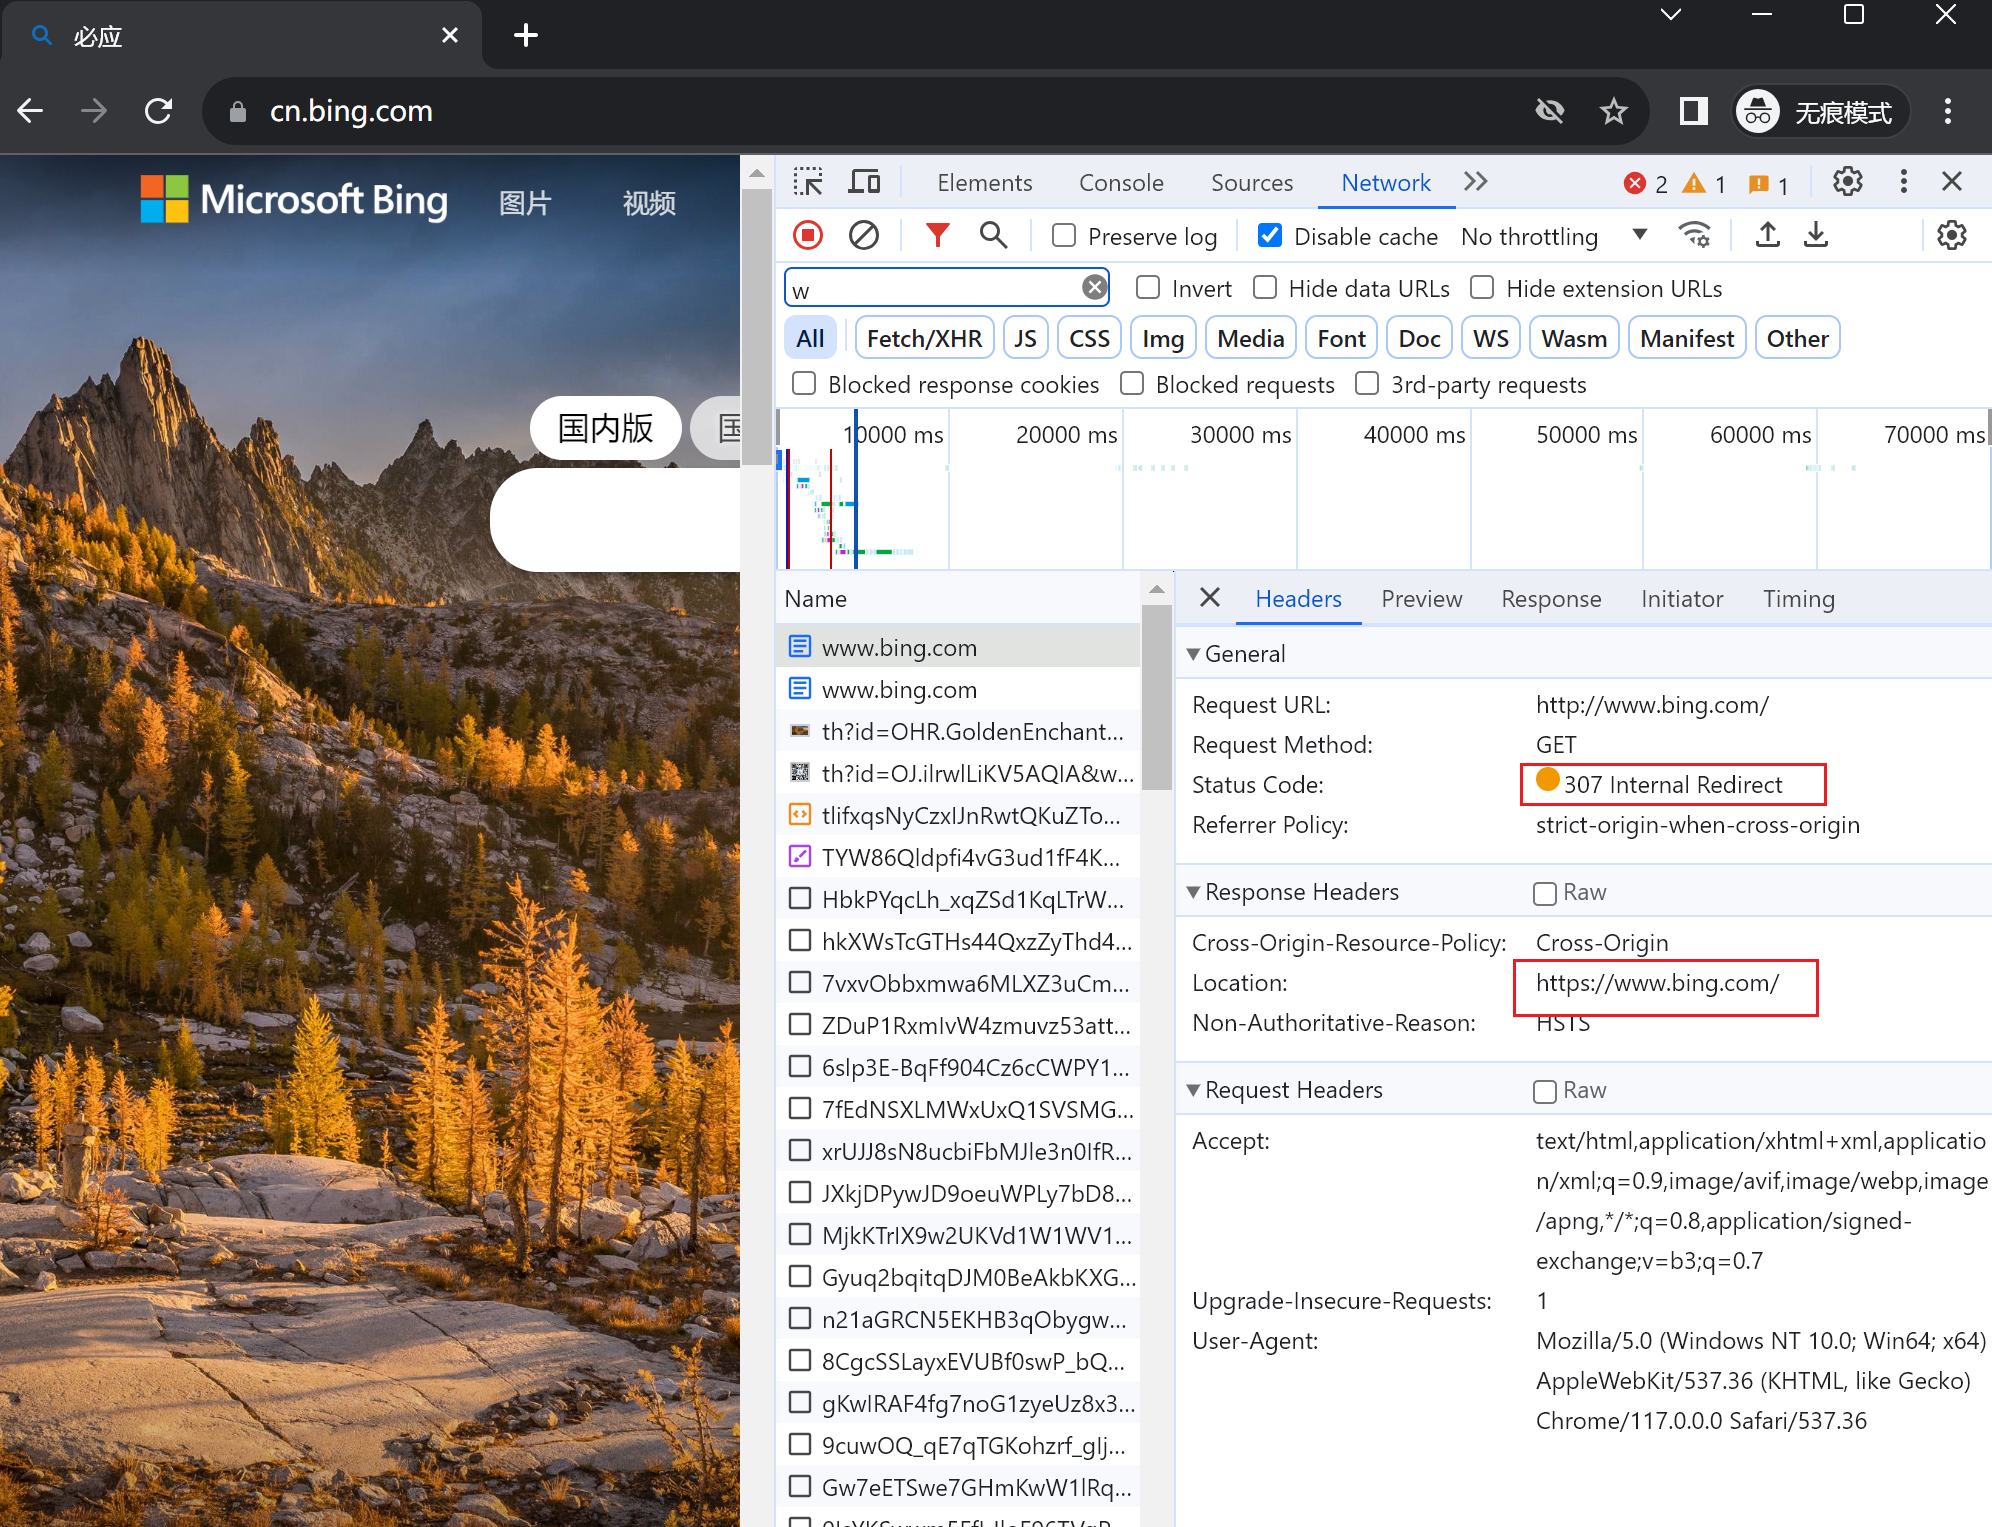 必应
cn.bing.com
无痕模式
Microsoft Bing
图片
视频
国内版
Elements
Console
Sources
Network
2
1
1
Preserve log
Disable cache
No throttling
w
Invert
Hide data URLs
Hide extension URLs
All
Fetch/XHR
JS
CSS
Img
Media
Font
Doc
WS
Wasm
Manifest
Other
Blocked response cookies
Blocked requests
3rd-party requests
10000 ms
20000 ms
30000 ms
40000 ms
50000 ms
60000 ms
70000 ms
Name
www.bing.com
www.bing.com
th?id=OHR.GoldenEnchant...
th?id=OJ.ilrwlLiKV5AQIA&w...
tlifxqsNyCzxIJnRwtQKuZTo...
TYW86Qldpfi4vG3ud1fF4K...
HbkPYqcLh_xqZSd1KqLTrW...
hkXWsTcGTHs44QxzZyThd4...
7vxvObbxmwa6MLXZ3uCm...
ZDuP1RxmIvW4zmuvz53att...
6slp3E-BqFf904Cz6cCWPY1...
7fEdNSXLMWxUxQ1SVSMG...
xrUJJ8sN8ucbiFbMJle3n0IfR...
JXkjDPywJD9oeuWPLy7bD8...
MjkKTrIX9w2UKVd1W1WV1...
Gyuq2bqitqDJM0BeAkbKXG...
n21aGRCN5EKHB3qObygw...
8CgcSSLayxEVUBf0swP_bQ...
gKwIRAF4fg7noG1zyeUz8x3...
9cuwOQ_qE7qTGKohzrf_gIj...
Gw7eETSwe7GHmKwW1lRq...
Headers
Preview
Response
Initiator
Timing
General
Request URL: http://www.bing.com/
Request Method: GET
Status Code: 307 Internal Redirect
Referrer Policy: strict-origin-when-cross-origin
Response Headers
Raw
Cross-Origin-Resource-Policy: Cross-Origin
Location: https://www.bing.com/
Non-Authoritative-Reason: HSTS
Request Headers
Raw
Accept: text/html,application/xhtml+xml,applicatio
n/xml;q=0.9,image/avif,image/webp,image
/apng,*/*;q=0.8,application/signed-
exchange;v=b3;q=0.7
Upgrade-Insecure-Requests: 1
User-Agent: Mozilla/5.0 (Windows NT 10.0; Win64; x64)
AppleWebKit/537.36 (KHTML, like Gecko)
Chrome/117.0.0.0 Safari/537.36